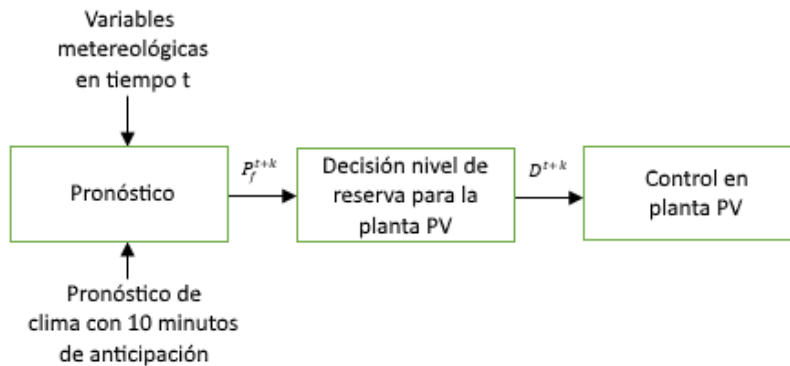 Variables
metereológicas
en tiempo t
Pronóstico
P_f^{t+k}
Decisión nivel de
reserva para la
planta PV
D^{t+k}
Control en
planta PV
Pronóstico de
clima con 10 minutos
de anticipación